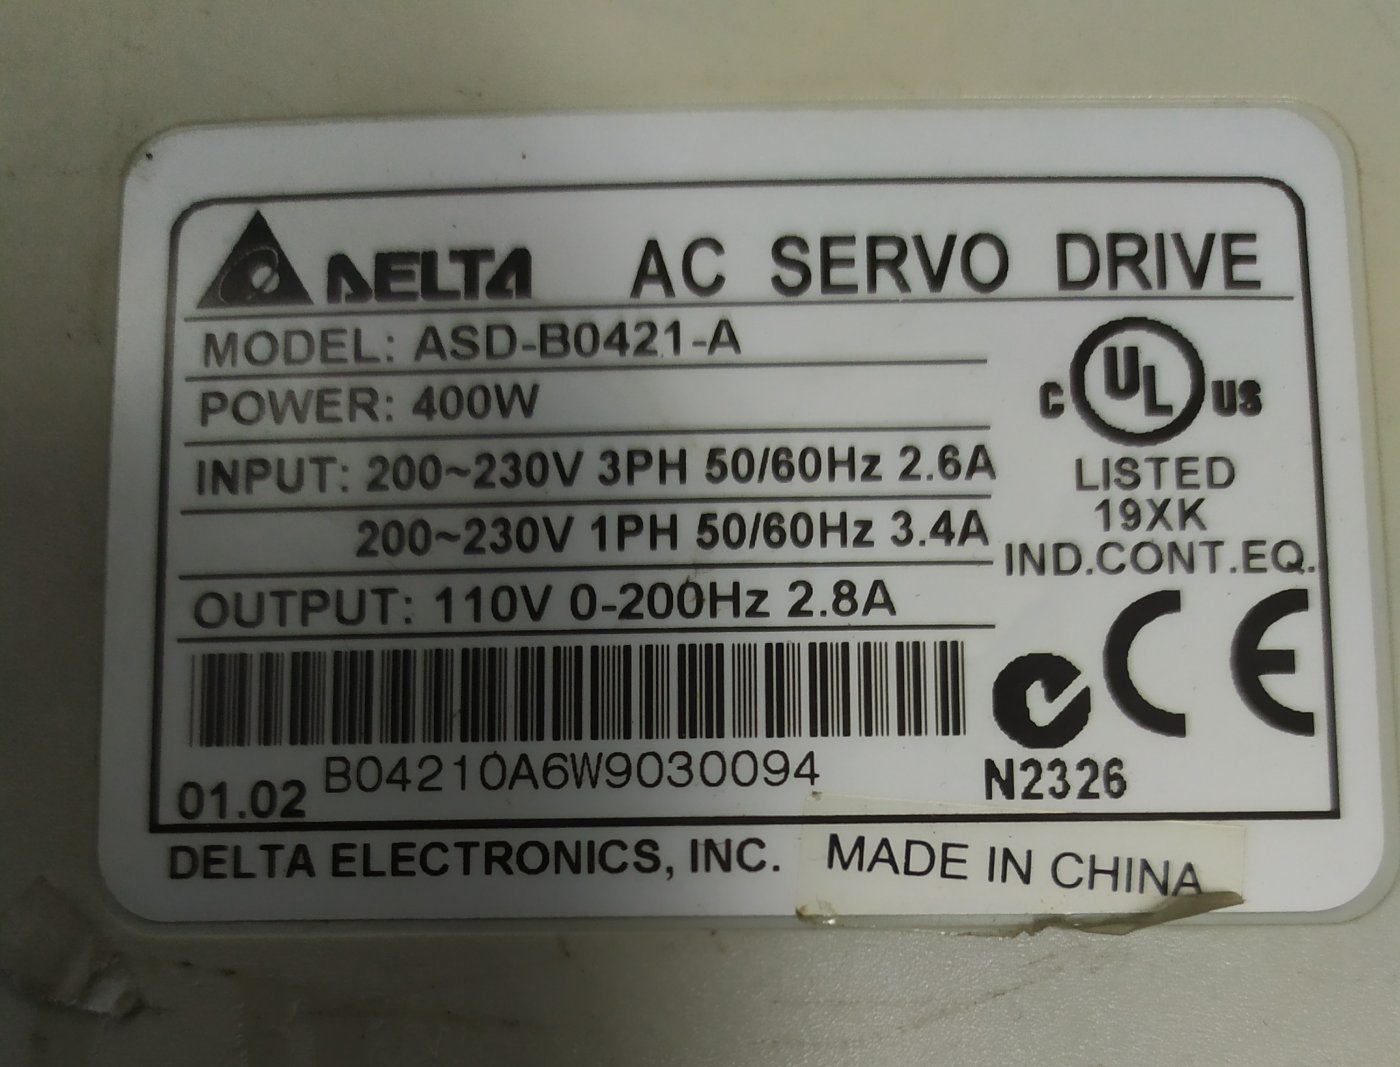 DELTA AC SERVO DRIVE
MODEL: ASD-B0421-A
POWER: 400W
INPUT: 200~230V 3PH 50/60Hz 2.6A
200~230V 1PH 50/60Hz 3.4A
OUTPUT: 110V 0-200Hz 2.8A
C UL US
LISTED
19XK
IND.CONT.EQ.
CE
N2326
B04210A6W9030094
01.02
DELTA ELECTRONICS, INC. MADE IN CHINA